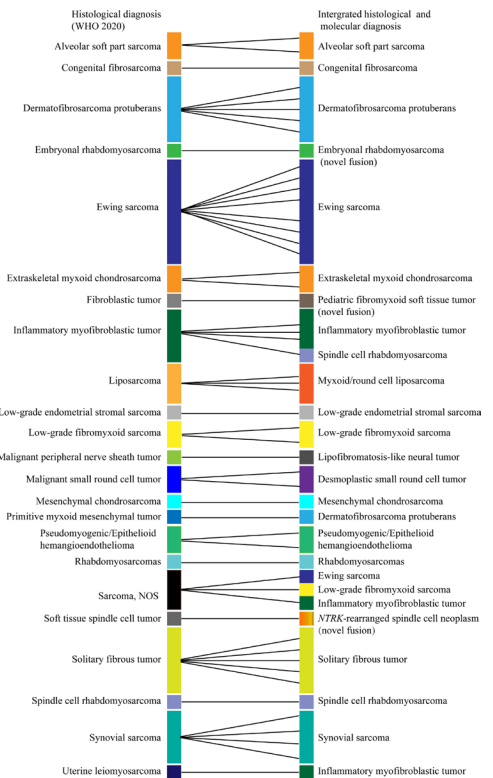 Histological diagnosis
(WHO 2020)
Intergrated histological and
molecular diagnosis
Alveolar soft part sarcoma
Alveolar soft part sarcoma
Congenital fibrosarcoma
Congenital fibrosarcoma
Dermatofibrosarcoma protuberans
Dermatofibrosarcoma protuberans
Embryonal rhabdomyosarcoma
Embryonal rhabdomyosarcoma
(novel fusion)
Ewing sarcoma
Ewing sarcoma
Extraskeletal myxoid chondrosarcoma
Extraskeletal myxoid chondrosarcoma
Fibroblastic tumor
Pediatric fibromyxoid soft tissue tumor
(novel fusion)
Inflammatory myofibroblastic tumor
Inflammatory myofibroblastic tumor
Spindle cell rhabdomyosarcoma
Liposarcoma
Myxoid/round cell liposarcoma
Low-grade endometrial stromal sarcoma
Low-grade endometrial stromal sarcoma
Low-grade fibromyxoid sarcoma
Low-grade fibromyxoid sarcoma
Malignant peripheral nerve sheath tumor
Lipofibromatosis-like neural tumor
Malignant small round cell tumor
Desmoplastic small round cell tumor
Mesenchymal chondrosarcoma
Mesenchymal chondrosarcoma
Primitive myxoid mesenchymal tumor
Dermatofibrosarcoma protuberans
Pseudomyogenic/Epithelioid
hemangioendothelioma
Pseudomyogenic/Epithelioid
hemangioendothelioma
Rhabdomyosarcomas
Rhabdomyosarcomas
Sarcoma, NOS
Ewing sarcoma
Low-grade fibromyxoid sarcoma
Inflammatory myofibroblastic tumor
Soft tissue spindle cell tumor
NTRK-rearranged spindle cell neoplasm
(novel fusion)
Solitary fibrous tumor
Solitary fibrous tumor
Spindle cell rhabdomyosarcoma
Spindle cell rhabdomyosarcoma
Synovial sarcoma
Synovial sarcoma
Uterine leiomyosarcoma
Inflammatory myofibroblastic tumor